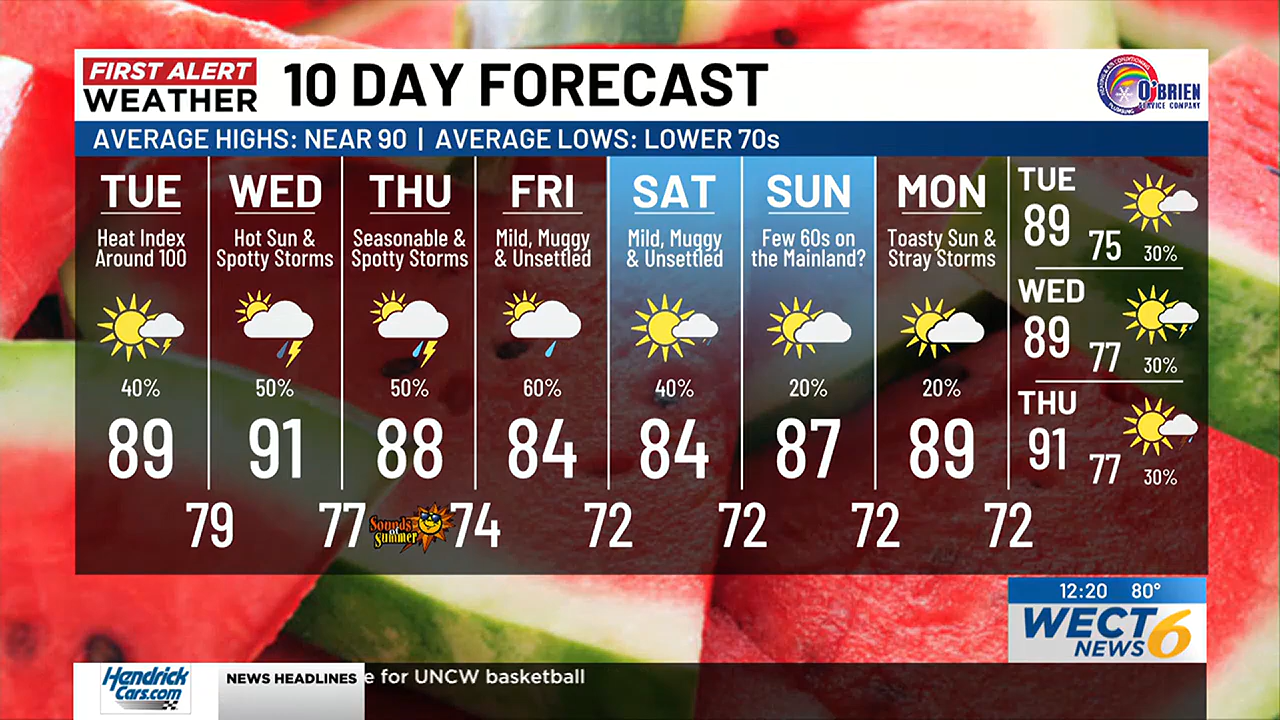 FIRST ALERT
WEATHER
10 DAY FORECAST
O'BRIEN
SERVICE COMPANY
AVERAGE HIGHS: NEAR 90 | AVERAGE LOWS: LOWER 70s
TUE
Heat Index
Around 100
40%
89
79
WED
Hot Sun &
Spotty Storms
50%
91
77
THU
Seasonable &
Spotty Storms
50%
88
Sounds
of
Summer
74
FRI
Mild, Muggy
& Unsettled
60%
84
72
SAT
Mild, Muggy
& Unsettled
40%
84
72
SUN
Few 60s on
the Mainland?
20%
87
72
MON
Toasty Sun &
Stray Storms
20%
89
72
TUE
89 75 30%
WED
89 77 30%
THU
91 77 30%
12:20 80°
WECT 6
NEWS
Hendrick
Cars.com
NEWS HEADLINES
e for UNCW basketball